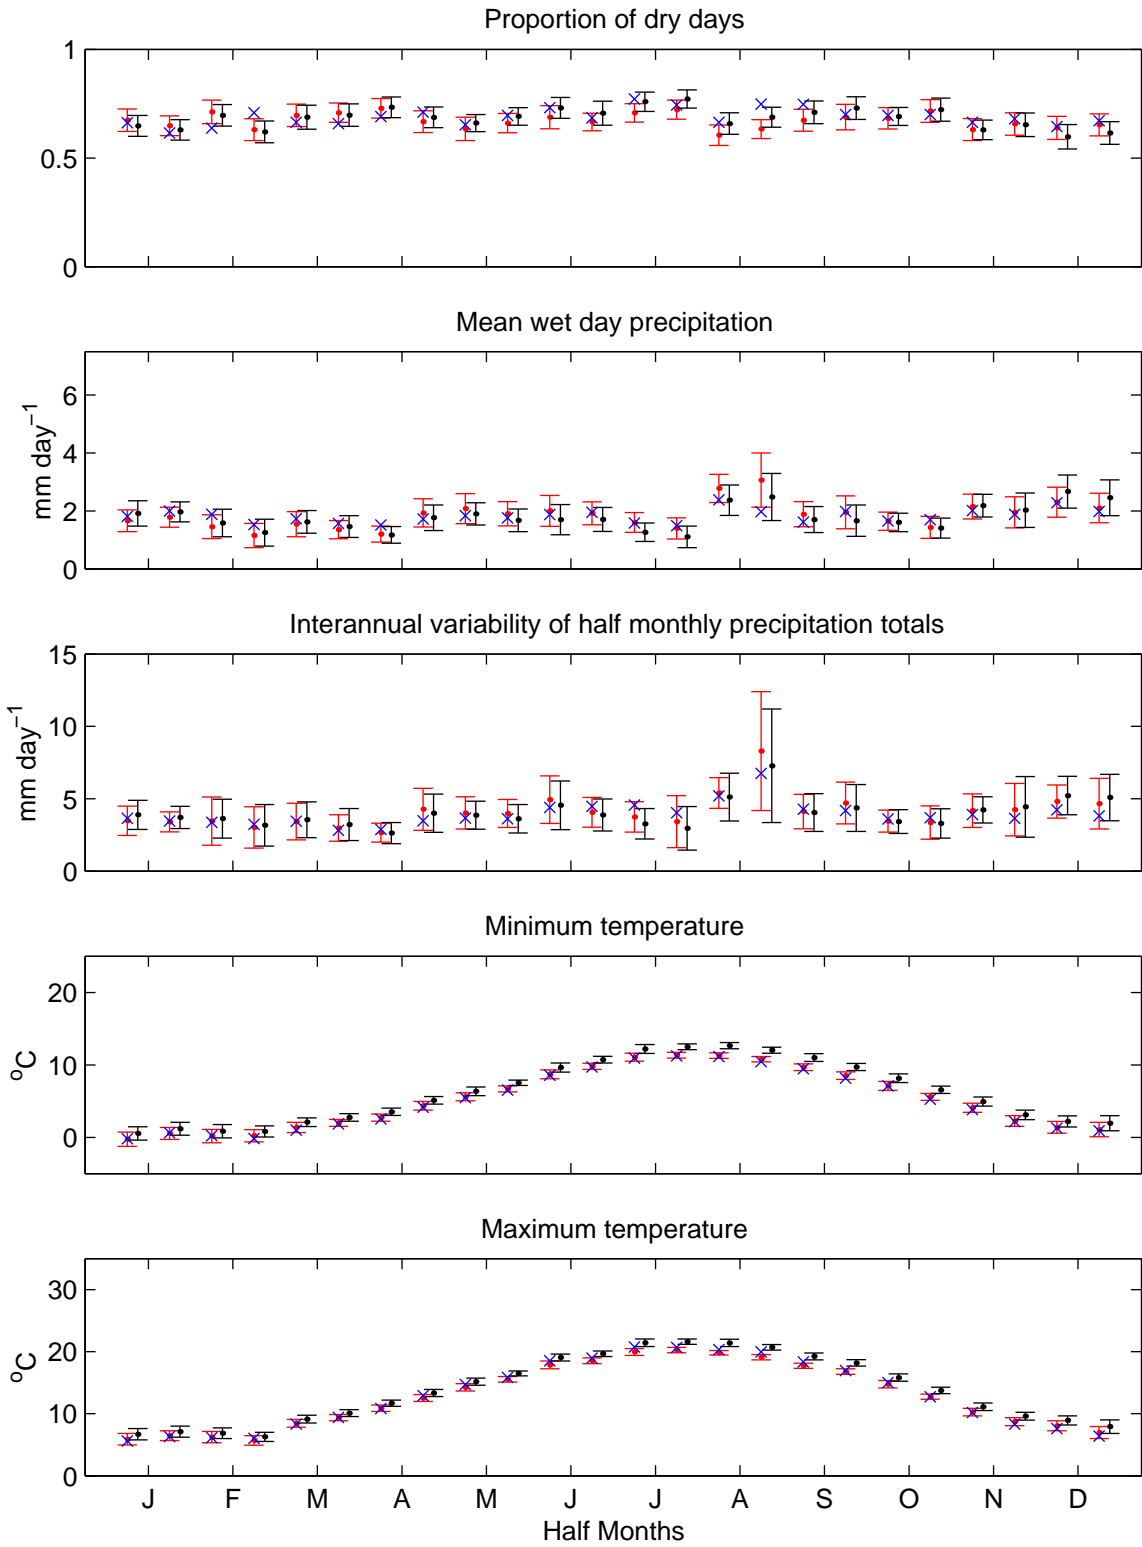 Proportion of dry days
1
0.5
0
Mean wet day precipitation
mm day⁻¹
6
4
2
0
Interannual variability of half monthly precipitation totals
mm day⁻¹
15
10
5
0
Minimum temperature
ºC
20
10
0
Maximum temperature
ºC
30
20
10
0
J F M A M J J A S O N D
Half Months